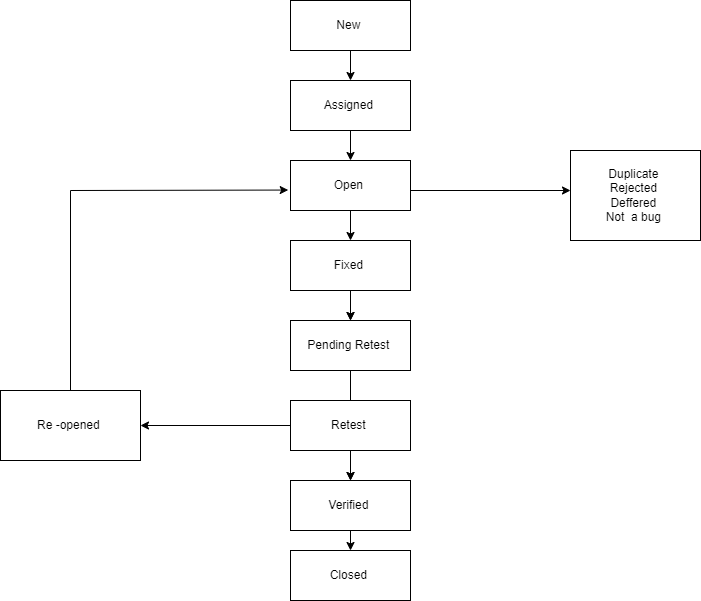 New
Assigned
Open
Duplicate
Rejected
Deffered
Not a bug
Fixed
Pending Retest
Re -opened
Retest
Verified
Closed